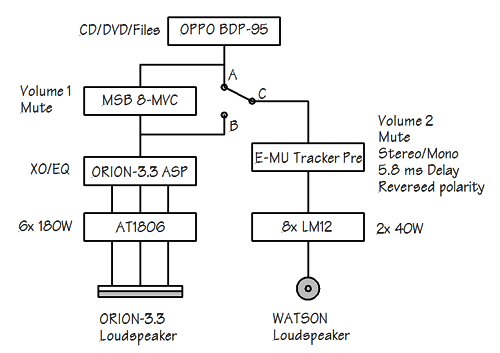 CD/DVD/Files
OPPO BDP-95
A
C
B
Volume 1
Mute
MSB 8-MVC
Volume 2
Mute
Stereo/Mono
5.8 ms Delay
Reversed polarity
E-MU Tracker Pre
XO/EQ
ORION-3.3 ASP
6x 180W
AT1806
8x LM12
2x 40W
ORION-3.3
Loudspeaker
WATSON
Loudspeaker